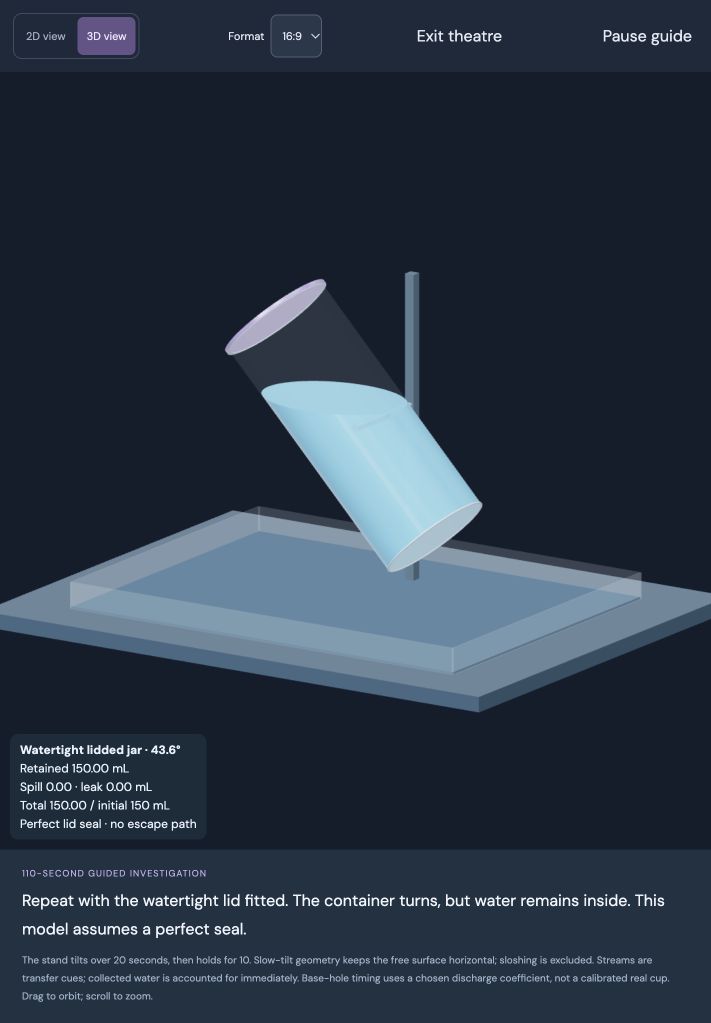 2D view 3D view Format 16:9 Exit theatre Pause guide
Watertight lidded jar · 43.6°
Retained 150.00 mL
Spill 0.00 · leak 0.00 mL
Total 150.00 / initial 150 mL
Perfect lid seal · no escape path
110-SECOND GUIDED INVESTIGATION
Repeat with the watertight lid fitted. The container turns, but water remains inside. This
model assumes a perfect seal.
The stand tilts over 20 seconds, then holds for 10. Slow-tilt geometry keeps the free surface horizontal; sloshing is excluded. Streams are
transfer cues; collected water is accounted for immediately. Base-hole timing uses a chosen discharge coefficient, not a calibrated real cup.
Drag to orbit; scroll to zoom.